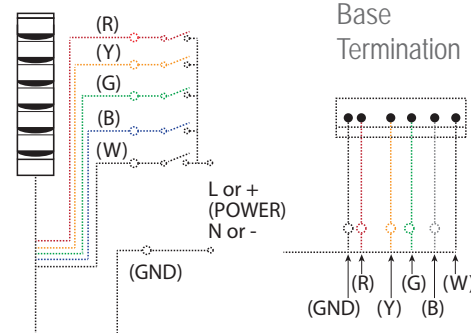 (R)
(Y)
(G)
(B)
(W)
L or +
(POWER)
N or -
(GND)
Base
Termination
(R) (G) (W)
(GND) (Y) (B)